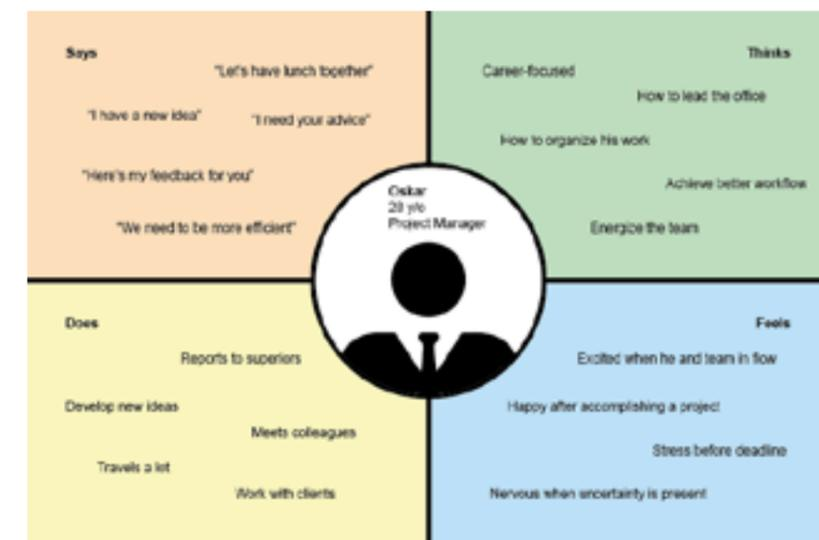 Says
"Let's have lunch together"
"I have a new idea"
"I need your advice"
"Here's my feedback for you"
"We need to be more efficient"
Thinks
Career-focused
How to lead the office
How to organize his work
Achieve better workflow
Energize the team
Oskar
28 y/o
Project Manager
Does
Reports to superiors
Develop new ideas
Meets colleagues
Travels a lot
Work with clients
Feels
Excited when he and team in flow
Happy after accomplishing a project
Stress before deadline
Nervous when uncertainty is present